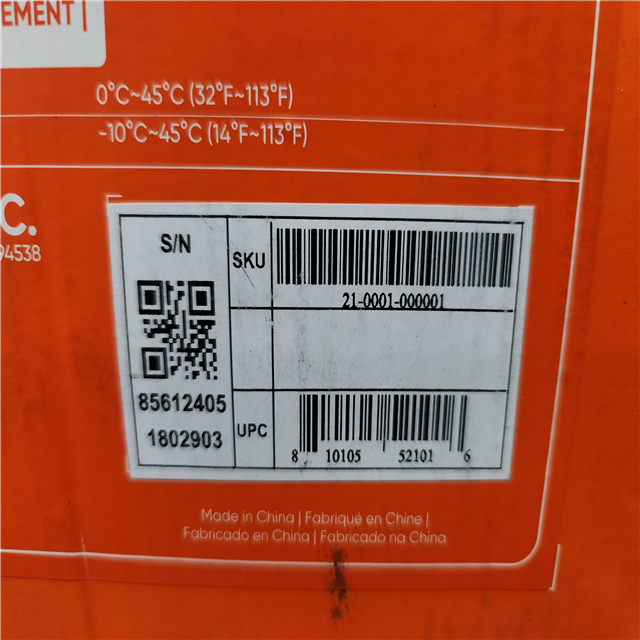 EMENT |
0°C~45°C (32°F~113°F)
-10°C~45°C (14°F~113°F)
C.
94538
S/N
85612405
1802903
SKU
21-0001-000001
UPC
8 10105 52101 6
Made in China | Fabriqué en Chine |
Fabricado en China | Fabricado na China